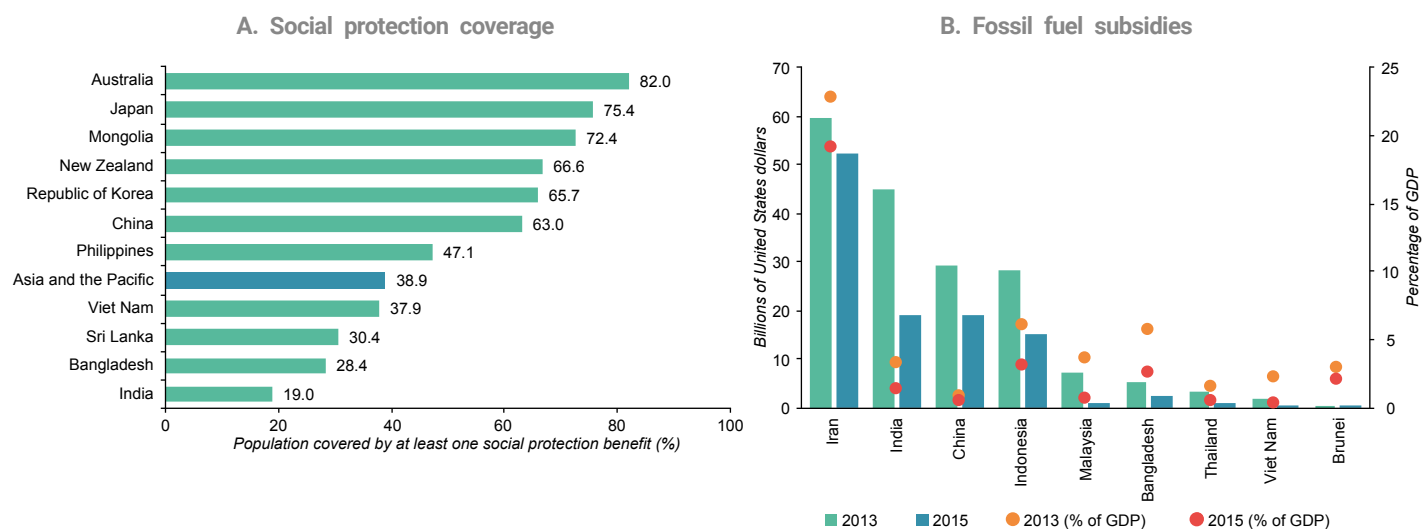 A. Social protection coverage
Australia 82.0
Japan 75.4
Mongolia 72.4
New Zealand 66.6
Republic of Korea 65.7
China 63.0
Philippines 47.1
Asia and the Pacific 38.9
Viet Nam 37.9
Sri Lanka 30.4
Bangladesh 28.4
India 19.0
0 20 40 60 80 100
Population covered by at least one social protection benefit (%)
B. Fossil fuel subsidies
Billions of United States dollars
70
60
50
40
30
20
10
0
25
20
15
10
5
0
Percentage of GDP
Iran
India
China
Indonesia
Malaysia
Bangladesh
Thailand
Viet Nam
Brunei
2013 2015 2013 (% of GDP) 2015 (% of GDP)